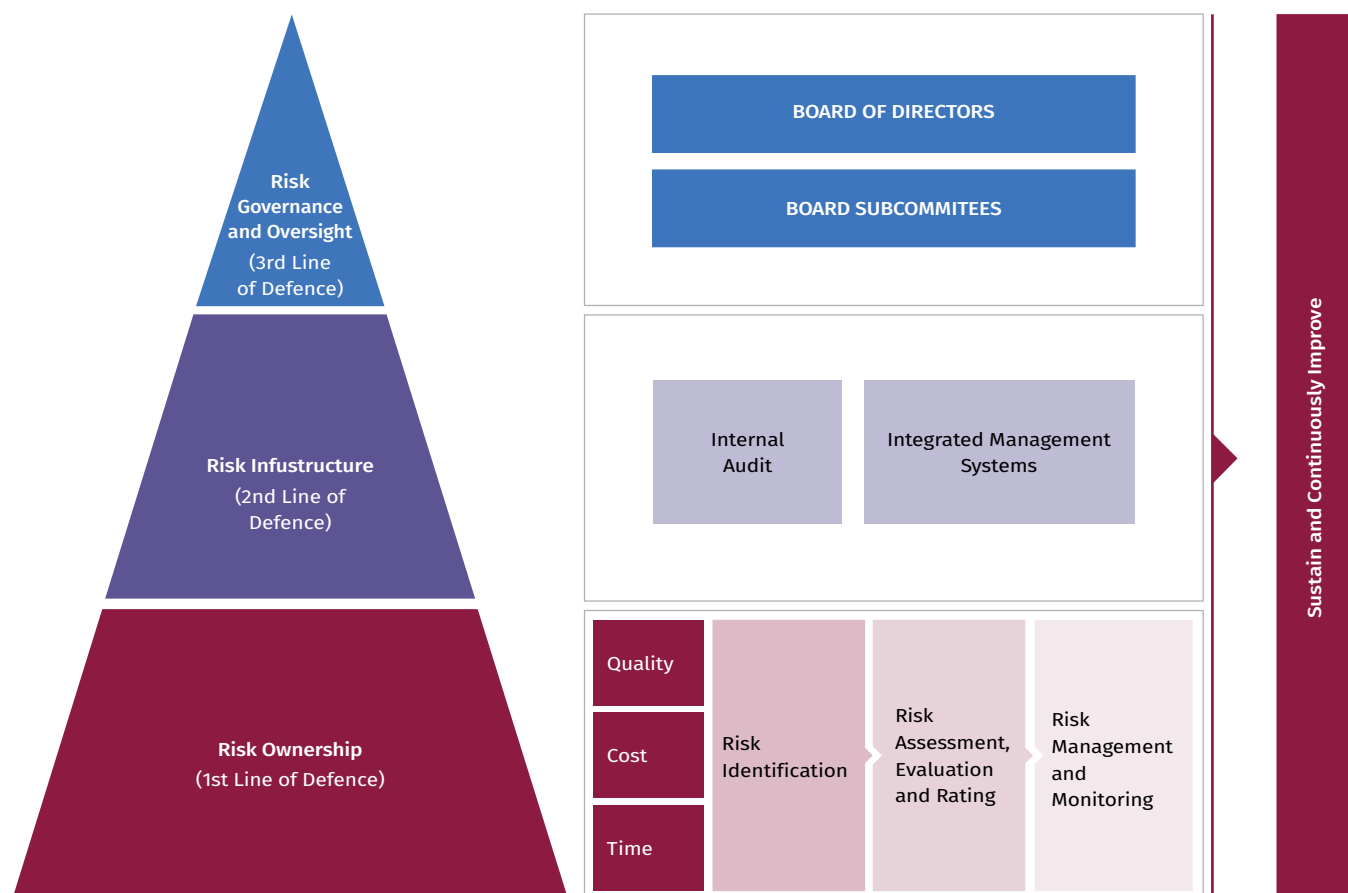 Risk
Governance
and Oversight
(3rd Line
of Defence)
BOARD OF DIRECTORS
BOARD SUBCOMMITEES
Risk Infustructure
(2nd Line of
Defence)
Internal
Audit
Integrated Management
Systems
Risk Ownership
(1st Line of Defence)
Quality
Cost
Time
Risk
Identification
Risk
Assessment,
Evaluation
and Rating
Risk
Management
and
Monitoring
Sustain and Continuously Improve